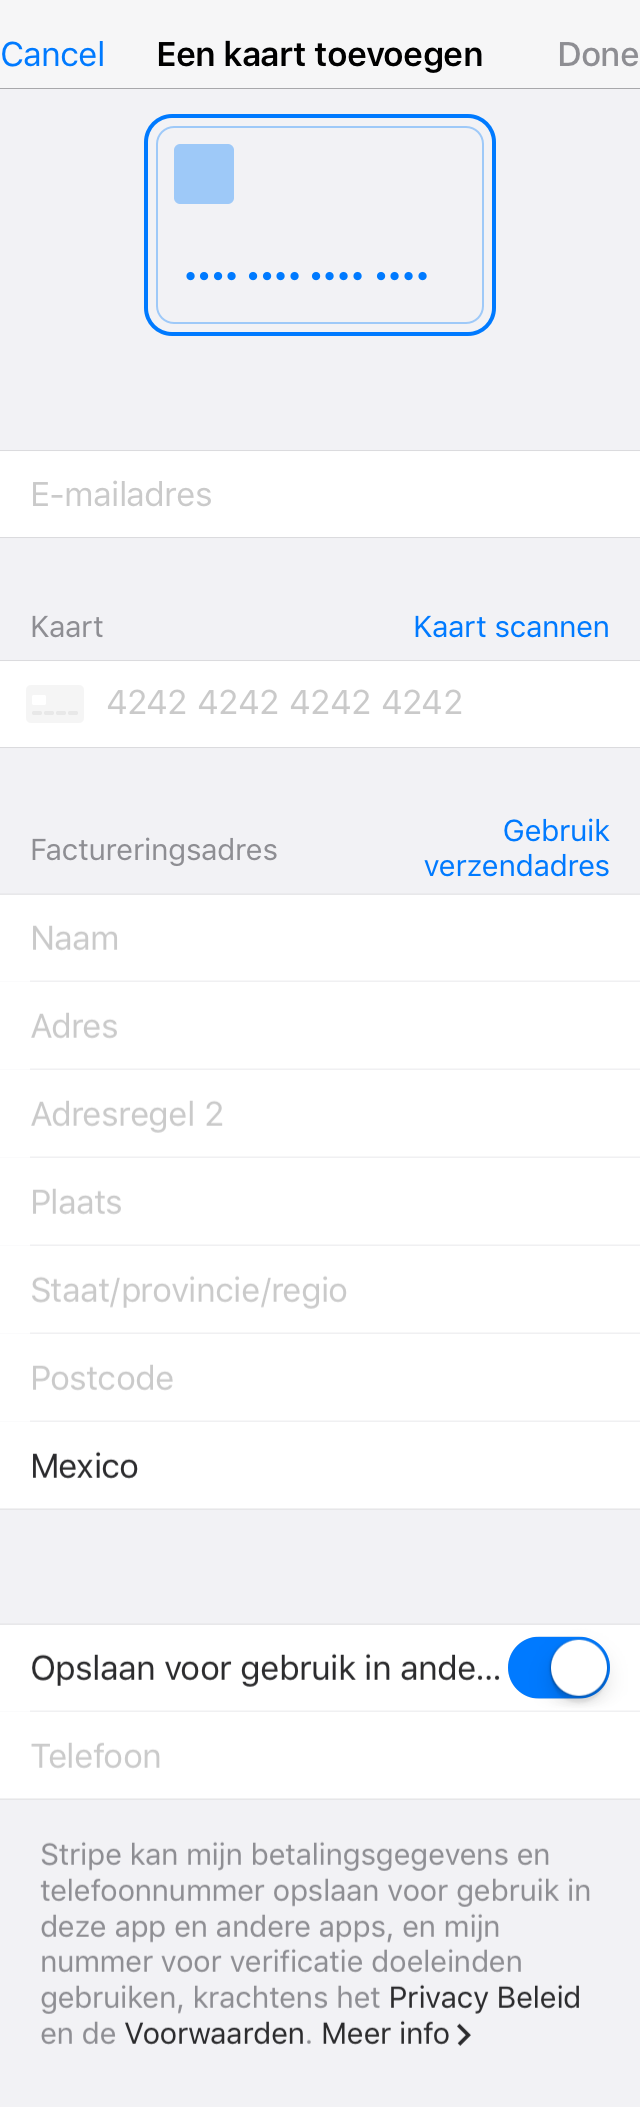 Cancel Een kaart toevoegen Done
•••• •••• •••• ••••
E-mailadres
Kaart Kaart scannen
4242 4242 4242 4242
Factureringsadres Gebruik
verzendadres
Naam
Adres
Adresregel 2
Plaats
Staat/provincie/regio
Postcode
Mexico
Opslaan voor gebruik in ande...
Telefoon
Stripe kan mijn betalingsgegevens en
telefoonnummer opslaan voor gebruik in
deze app en andere apps, en mijn
nummer voor verificatie doeleinden
gebruiken, krachtens het Privacy Beleid
en de Voorwaarden. Meer info